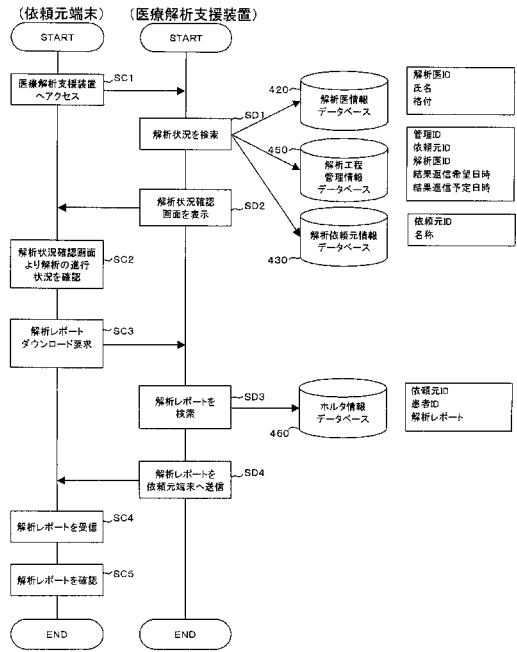 (依頼元端末) (医療解析支援装置)
START START
医療解析支援装置
へアクセス
SC1
解析状況を検索
SD1
420
解析医情報
データベース
解析医ID
氏名
格付
450
解析工程
管理情報
データベース
管理ID
依頼元ID
解析医ID
結果返信希望日時
結果返信予定日時
解析状況確認
画面を表示
SD2
解析依頼元情報
データベース
430
依頼元ID
名称
解析状況確認画面
より解析の進行
状況を確認
SC2
解析レポート
ダウンロード要求
SC3
解析レポートを
検索
SD3
ホルタ情報
データベース
460
依頼元ID
患者ID
解析レポート
解析レポートを
依頼元端末へ送信
SD4
解析レポートを受信
SC4
解析レポートを確認
SC5
END END